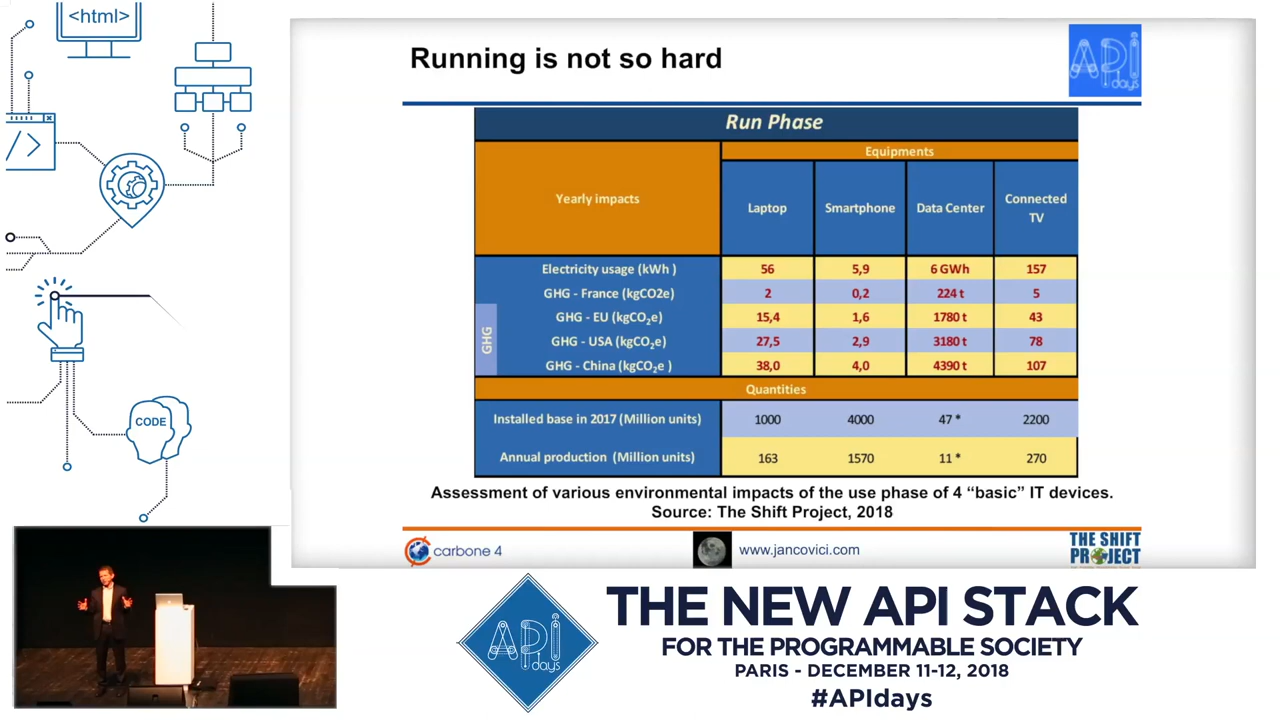 <html>
</>
CODE
Running is not so hard
API
days
Run Phase
Yearly impacts
Equipments
Laptop
Smartphone
Data Center
Connected
TV
Electricity usage (kWh ) 56 5,9 6 GWh 157
GHG
GHG - France (kgCO2e) 2 0,2 224 t 5
GHG - EU (kgCO₂e) 15,4 1,6 1780 t 43
GHG - USA (kgCO₂e) 27,5 2,9 3180 t 78
GHG - China (kgCO₂e ) 38,0 4,0 4390 t 107
Quantities
Installed base in 2017 (Million units) 1000 4000 47 * 2200
Annual production (Million units) 163 1570 11 * 270
Assessment of various environmental impacts of the use phase of 4 “basic” IT devices.
Source: The Shift Project, 2018
carbone 4
www.jancovici.com
THE SHIFT
PROJECT
API
days
THE NEW API STACK
FOR THE PROGRAMMABLE SOCIETY
PARIS - DECEMBER 11-12, 2018
#APIdays